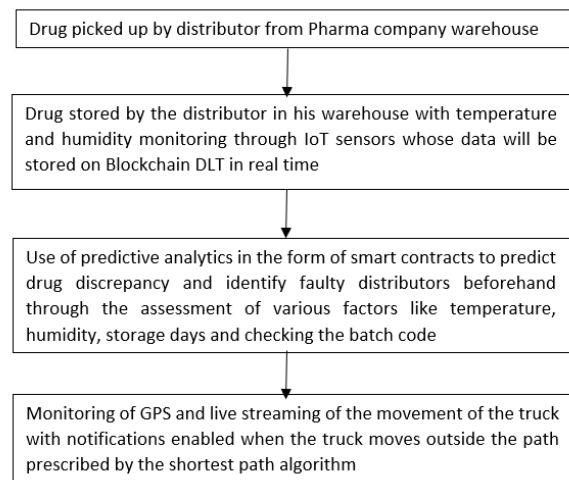 Drug picked up by distributor from Pharma company warehouse
Drug stored by the distributor in his warehouse with temperature
and humidity monitoring through IoT sensors whose data will be
stored on Blockchain DLT in real time
Use of predictive analytics in the form of smart contracts to predict
drug discrepancy and identify faulty distributors beforehand
through the assessment of various factors like temperature,
humidity, storage days and checking the batch code
Monitoring of GPS and live streaming of the movement of the truck
with notifications enabled when the truck moves outside the path
prescribed by the shortest path algorithm